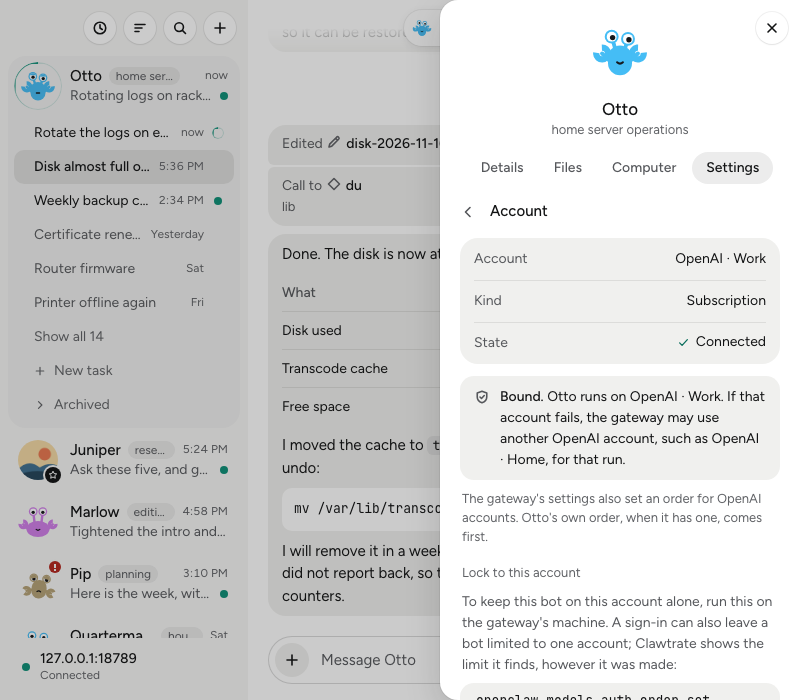 Otto
home ser...
now
Rotating logs on rack...
Rotate the logs on e...
now
Disk almost full o...
5:36 PM
Weekly backup c...
2:34 PM
Certificate rene...
Yesterday
Router firmware
Sat
Printer offline again
Fri
Show all 14
New task
Archived
Juniper
rese...
5:24 PM
Ask these five, and g...
Marlow
editi...
4:58 PM
Tightened the intro and...
Pip
planning
3:10 PM
Here is the week, wit...
Quarterma
hou
Sat
127.0.0.1:18789
Connected
so it can be restor
Edited
disk-2026-11-1
Call to
du
lib
Done. The disk is now at
What
Disk used
Transcode cache
Free space
I moved the cache to
undo:
mv /var/lib/transco
I will remove it in a week
did not report back, so t
counters.
Message Otto
Otto
home server operations
Details
Files
Computer
Settings
Account
Account
OpenAI · Work
Kind
Subscription
State
Connected
Bound. Otto runs on OpenAI · Work. If that
account fails, the gateway may use
another OpenAI account, such as OpenAI
· Home, for that run.
The gateway's settings also set an order for OpenAI
accounts. Otto's own order, when it has one, comes
first.
Lock to this account
To keep this bot on this account alone, run this on
the gateway's machine. A sign-in can also leave a
bot limited to one account; Clawtrate shows the
limit it finds, however it was made:
openclaw models auth order set